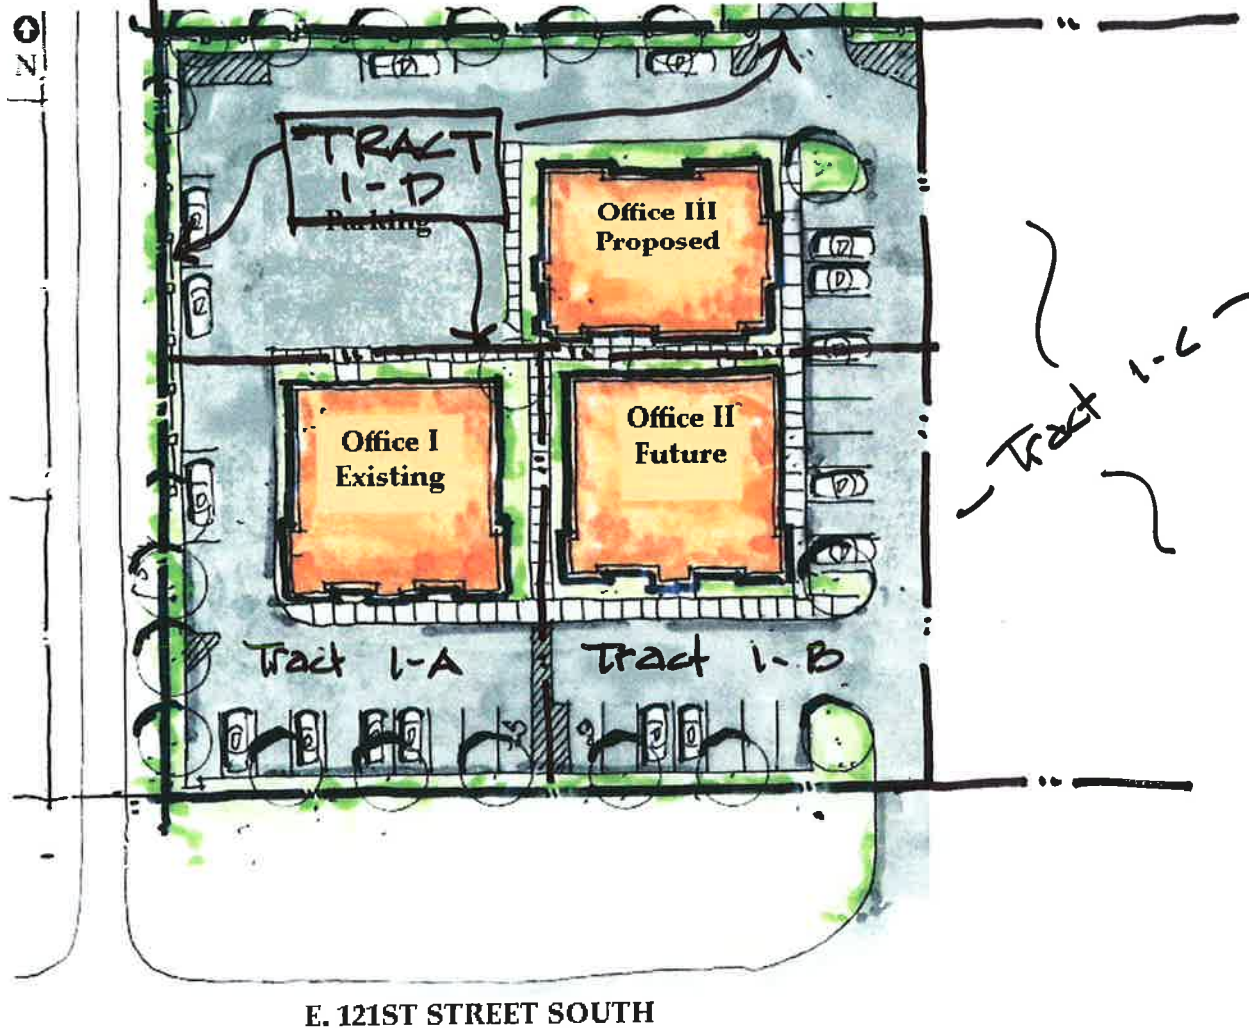 N
TRACT
1-D
Parking
Office III
Proposed
Office I
Existing
Office II
Future
Tract 1-C
Tract 1-A
Tract 1-B
E. 121ST STREET SOUTH